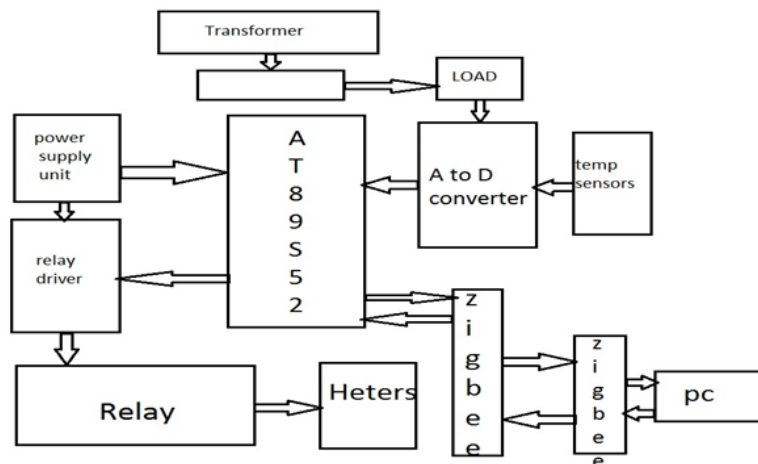 Transformer
LOAD
power
supply
unit
A
T
8
9
S
5
2
A to D
converter
temp
sensors
relay
driver
z
i
g
b
e
e
z
i
g
b
e
e
pc
Relay
Heters